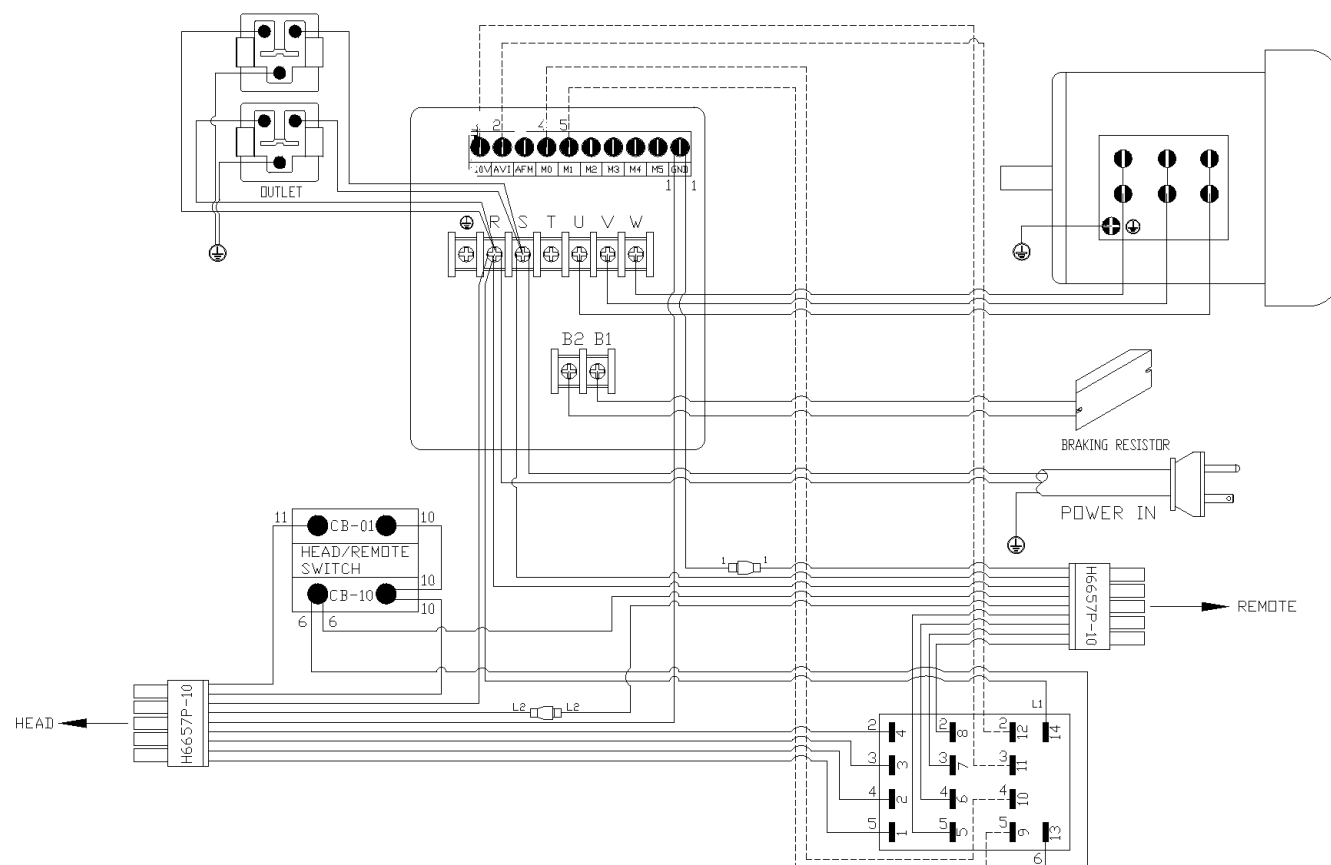 OUTLET
2 4 5
10V AVI AFM M0 M1 M2 M3 M4 M5 GND
1 1
R S T U V W
B2 B1
BRAKING RESISTOR
POWER IN
11 CB-01 10
HEAD/REMOTE
SWITCH
10
CB-10 10
6 6
1 1
H6657P-10
REMOTE
H6657P-10
HEAD
L2 L2
L1
2 4 2 8 2 12 14
3 3 3 7 3 11
4 2 4 6 4 10
5 1 5 5 5 9 13
6